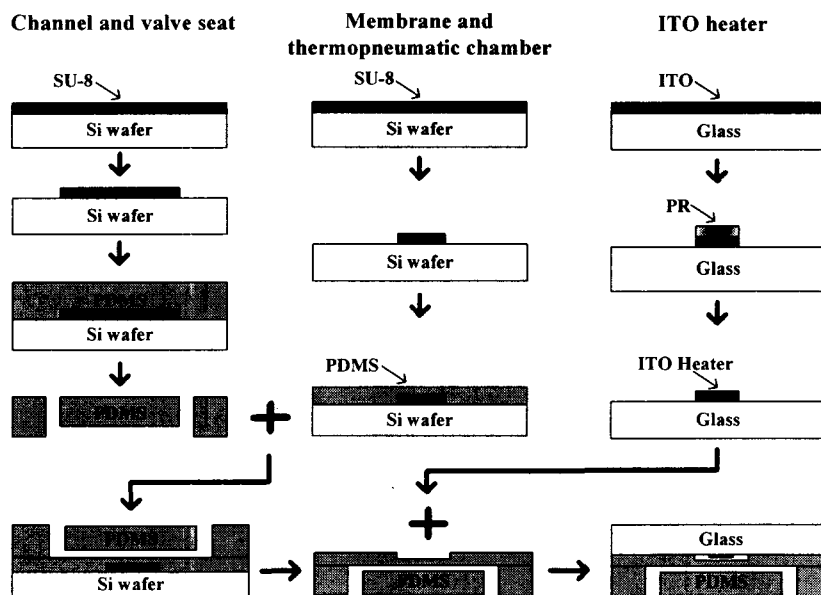 Channel and valve seat
Membrane and
thermopneumatic chamber
ITO heater
SU-8
SU-8
ITO
Si wafer
Si wafer
Glass
PR
Si wafer
Si wafer
Glass
PDMS
Si wafer
PDMS
Si wafer
ITO Heater
Glass
PDMS
PDMS
Si wafer
PDMS
Glass
PDMS